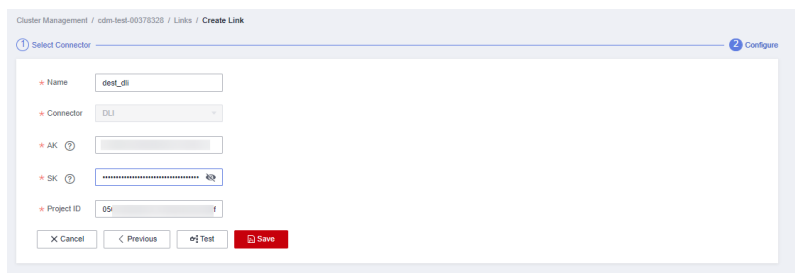 Cluster Management / cdm-test-00378328 / Links / Create Link
1 Select Connector
2 Configure
* Name dest_dli
* Connector DLI
* AK ?
* SK ?
* Project ID 05 f
Cancel Previous Test Save